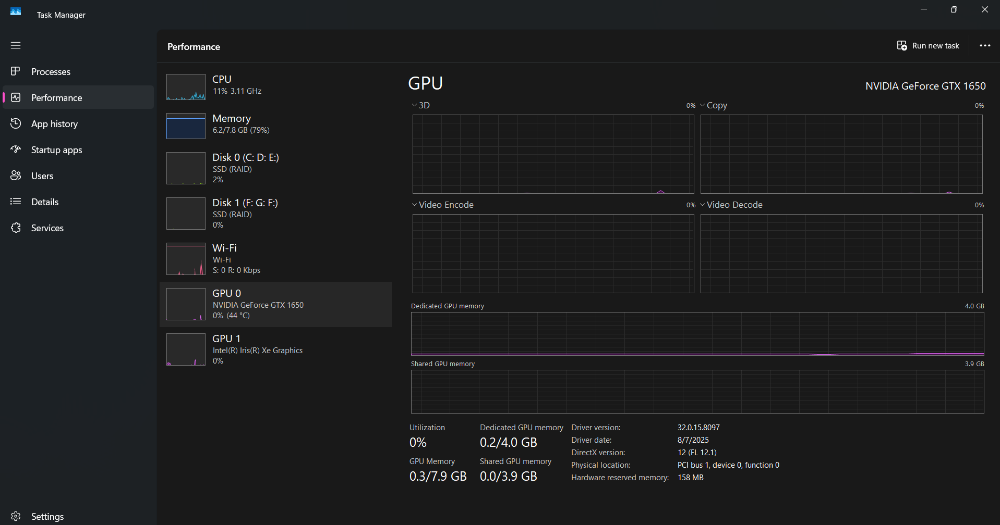 Task Manager
Processes
Performance
App history
Startup apps
Users
Details
Services
Settings
Performance
Run new task
CPU
11% 3.11 GHz
Memory
6.2/7.8 GB (79%)
Disk 0 (C: D: E:)
SSD (RAID)
2%
Disk 1 (F: G: F:)
SSD (RAID)
0%
Wi-Fi
Wi-Fi
S: 0 R: 0 Kbps
GPU 0
NVIDIA GeForce GTX 1650
0% (44 °C)
GPU 1
Intel(R) Iris(R) Xe Graphics
0%
GPU
NVIDIA GeForce GTX 1650
3D 0%
Copy 0%
Video Encode 0%
Video Decode 0%
Dedicated GPU memory 4.0 GB
Shared GPU memory 3.9 GB
Utilization
0%
Dedicated GPU memory
0.2/4.0 GB
GPU Memory
0.3/7.9 GB
Shared GPU memory
0.0/3.9 GB
Driver version: 32.0.15.8097
Driver date: 8/7/2025
DirectX version: 12 (FL 12.1)
Physical location: PCI bus 1, device 0, function 0
Hardware reserved memory: 158 MB